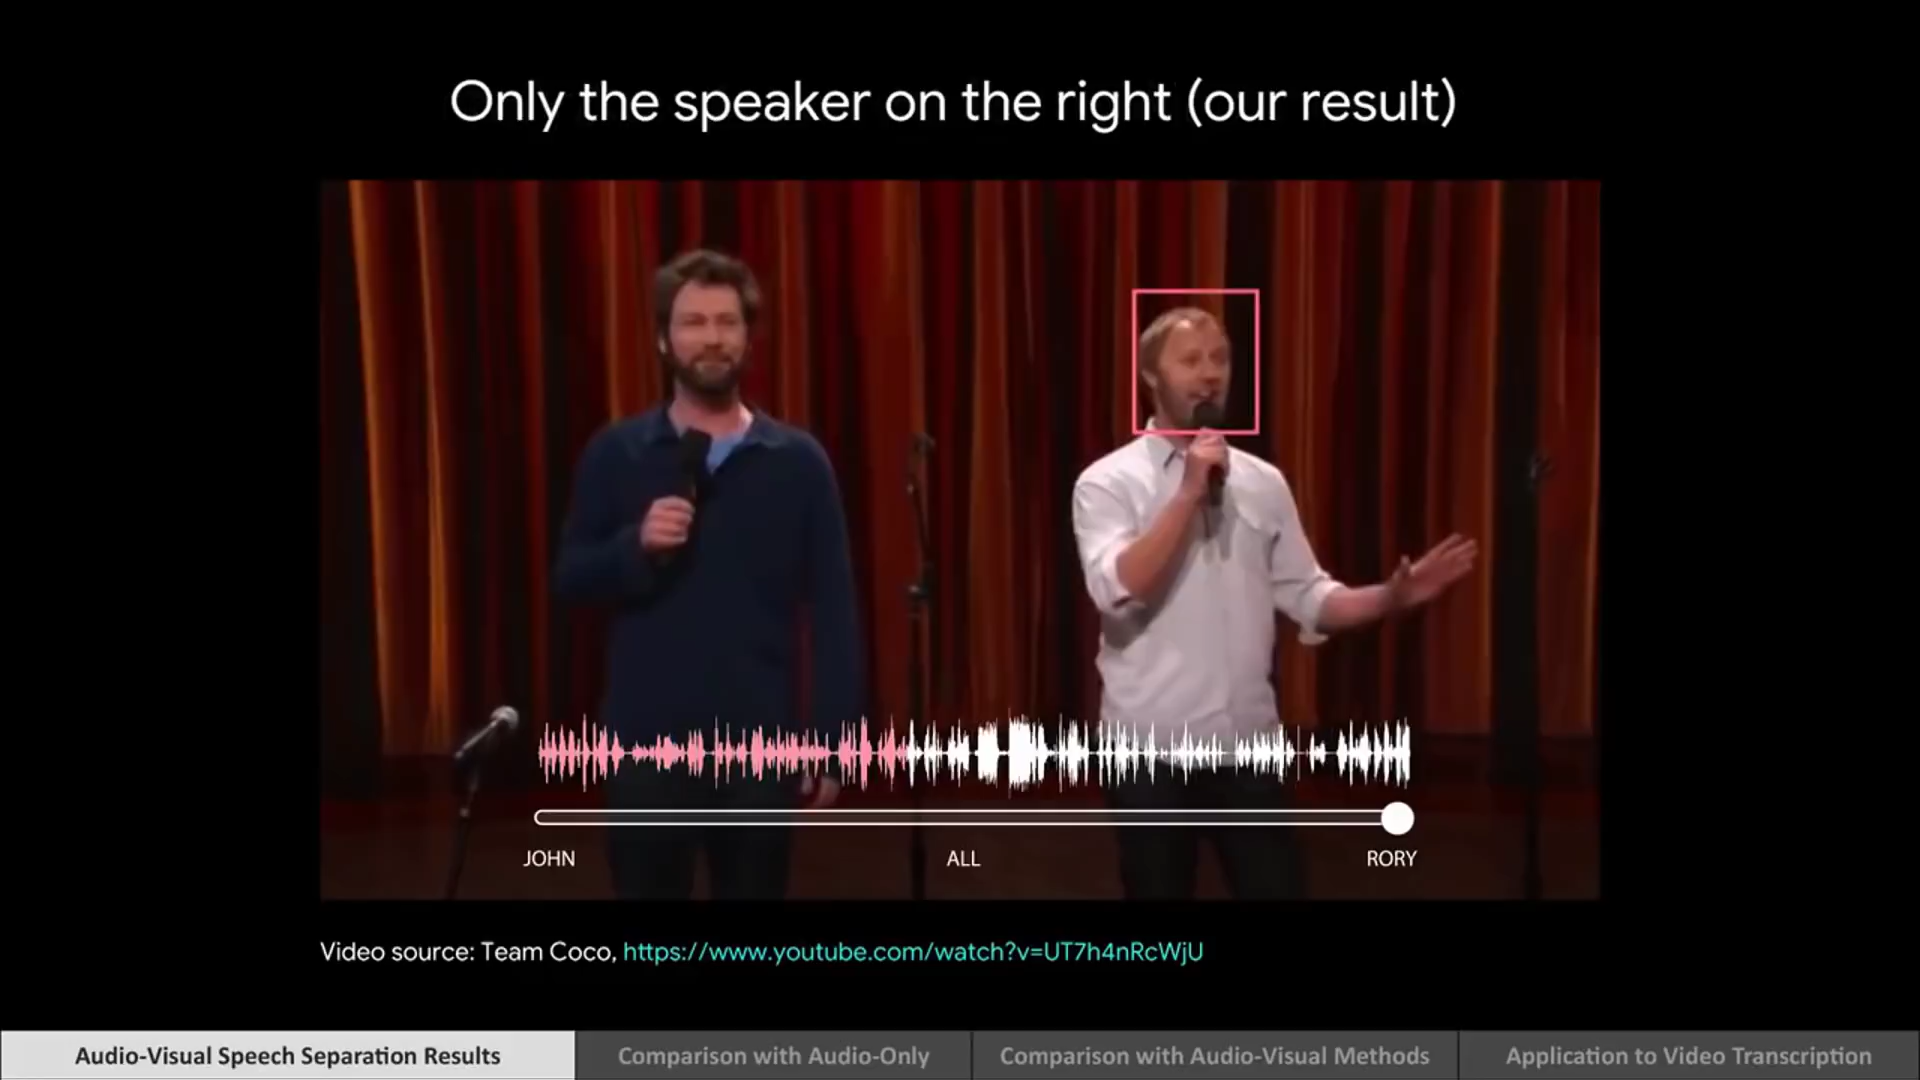 Only the speaker on the right (our result)
JOHN ALL RORY
Video source: Team Coco, https://www.youtube.com/watch?v=UT7h4nRcWjU
Audio-Visual Speech Separation Results Comparison with Audio-Only Comparison with Audio-Visual Methods Application to Video Transcription